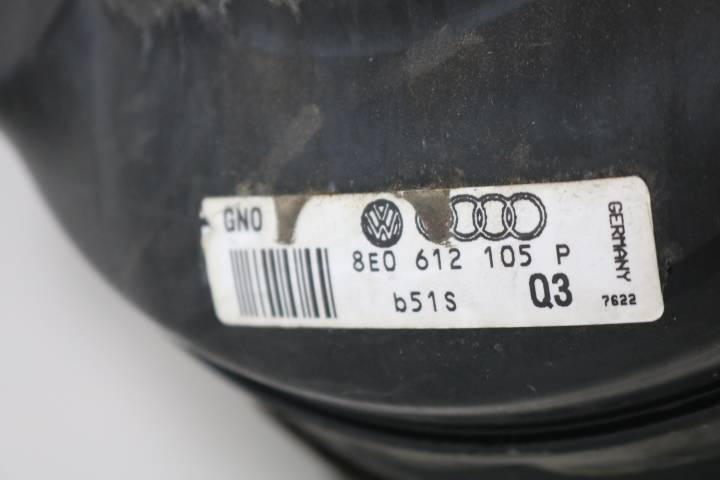 GNO
8E0 612 105 P
b51S Q3
GERMANY
7622